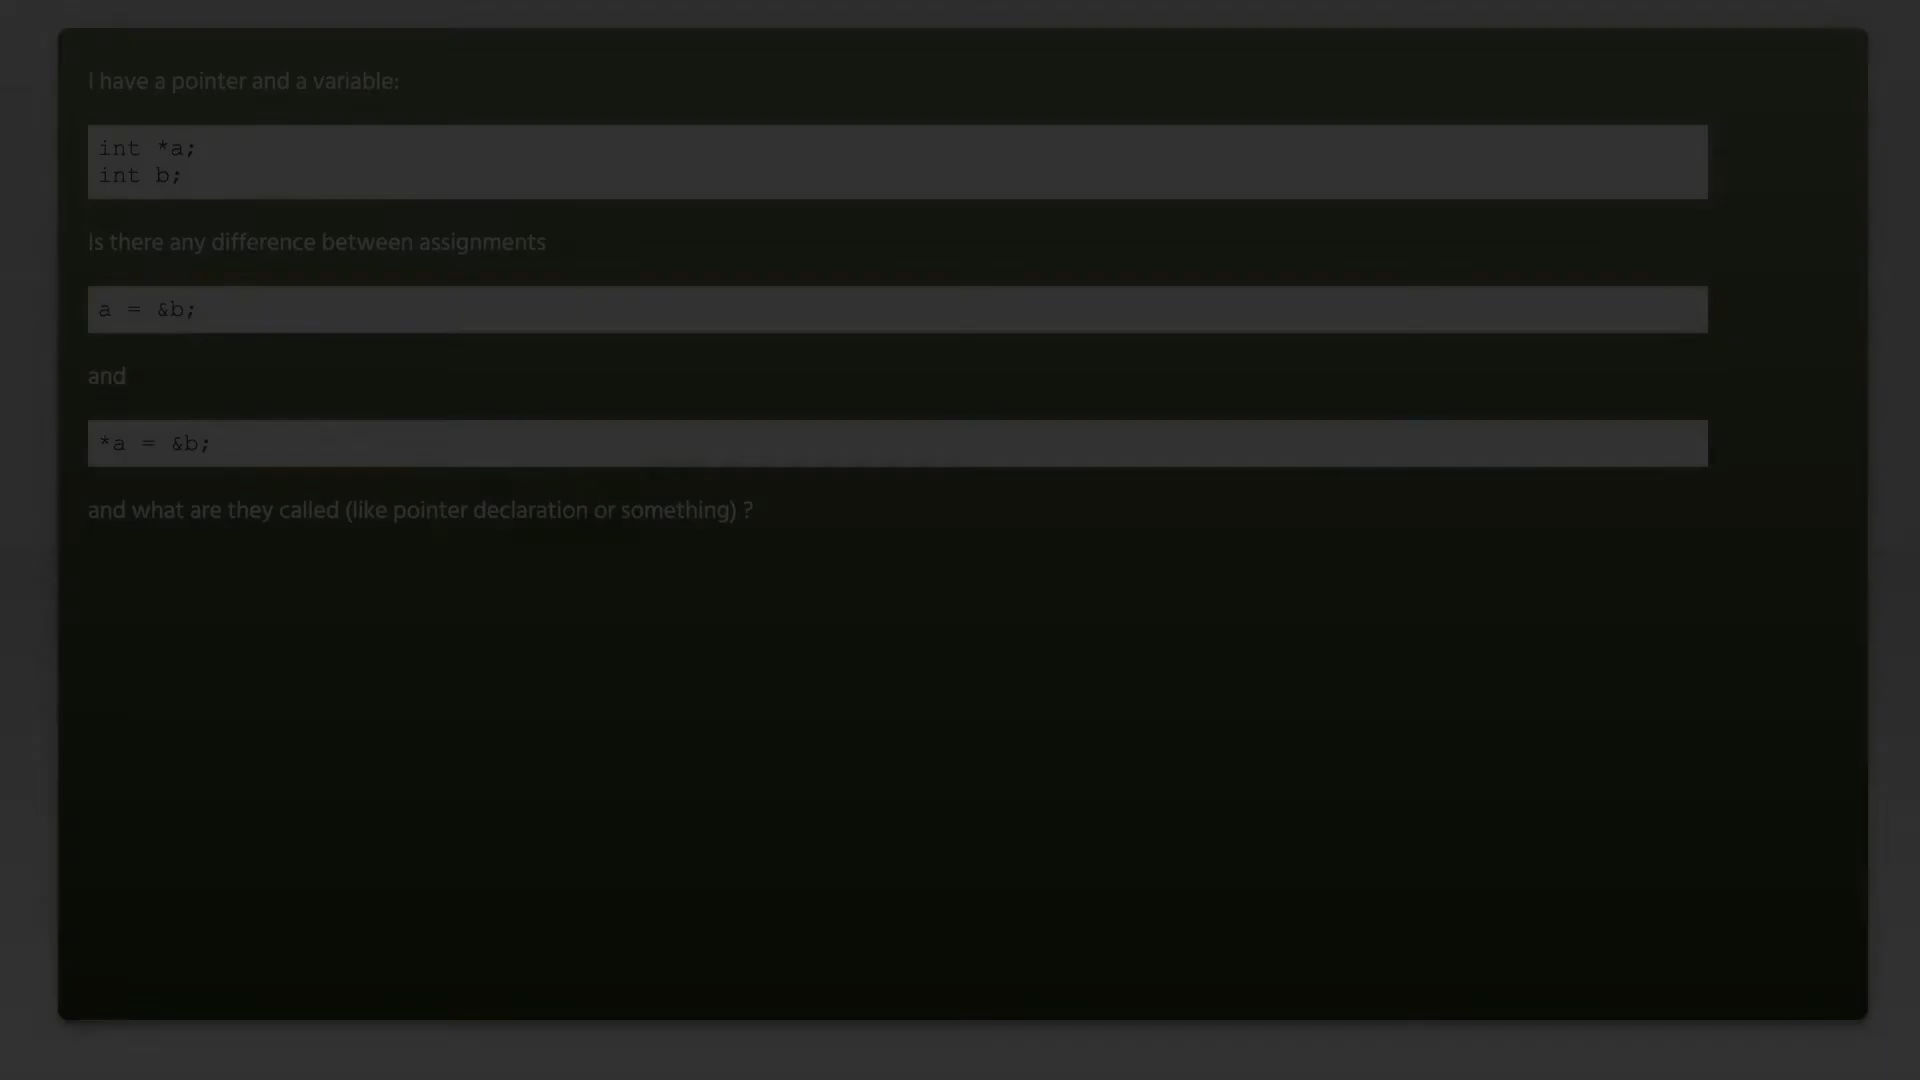 I have a pointer and a variable:
int *a;
int b;
Is there any difference between assignments
a = &b;
and
*a = &b;
and what are they called (like pointer declaration or something) ?